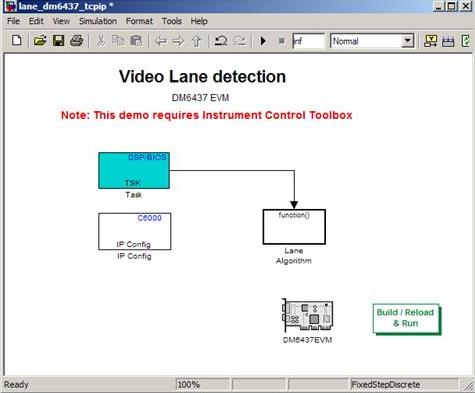 lane_dm6437_tcpip *
File Edit View Simulation Format Tools Help
inf Normal
Video Lane detection
DM6437 EVM
Note: This demo requires Instrument Control Toolbox
DSP/BIOS
TSK
Task
C6000
IP Config
IP Config
function()
Lane
Algorithm
DM6437EVM
Build / Reload
& Run
Ready 100% FixedStepDiscrete